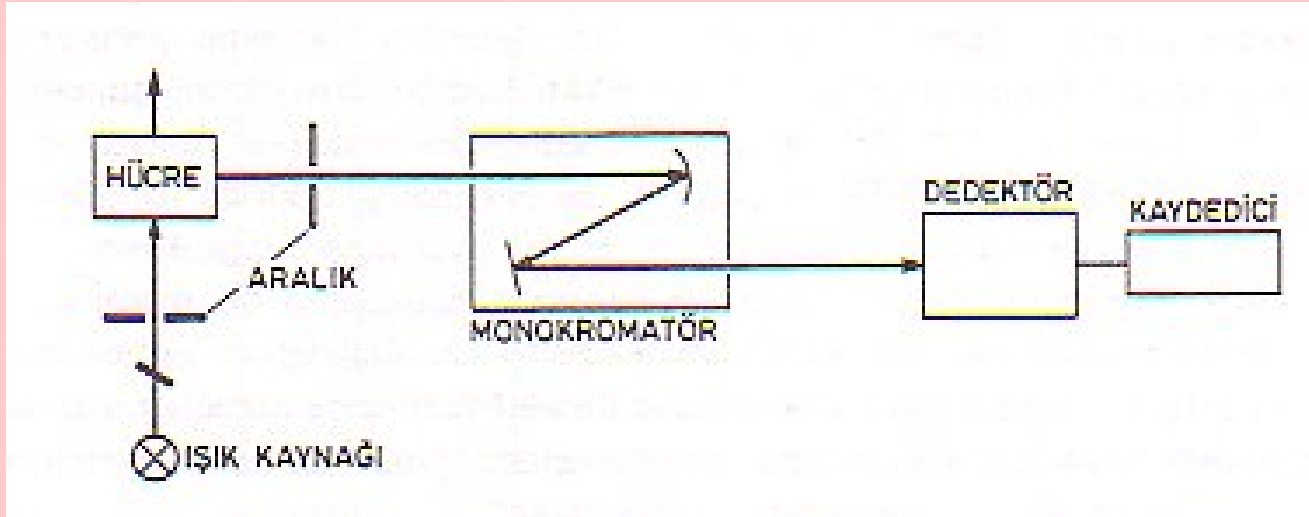 HÜCRE
ARALIK
IŞIK KAYNAĞI
MONOKROMATÖR
DEDEKTÖR
KAYDEDİCİ